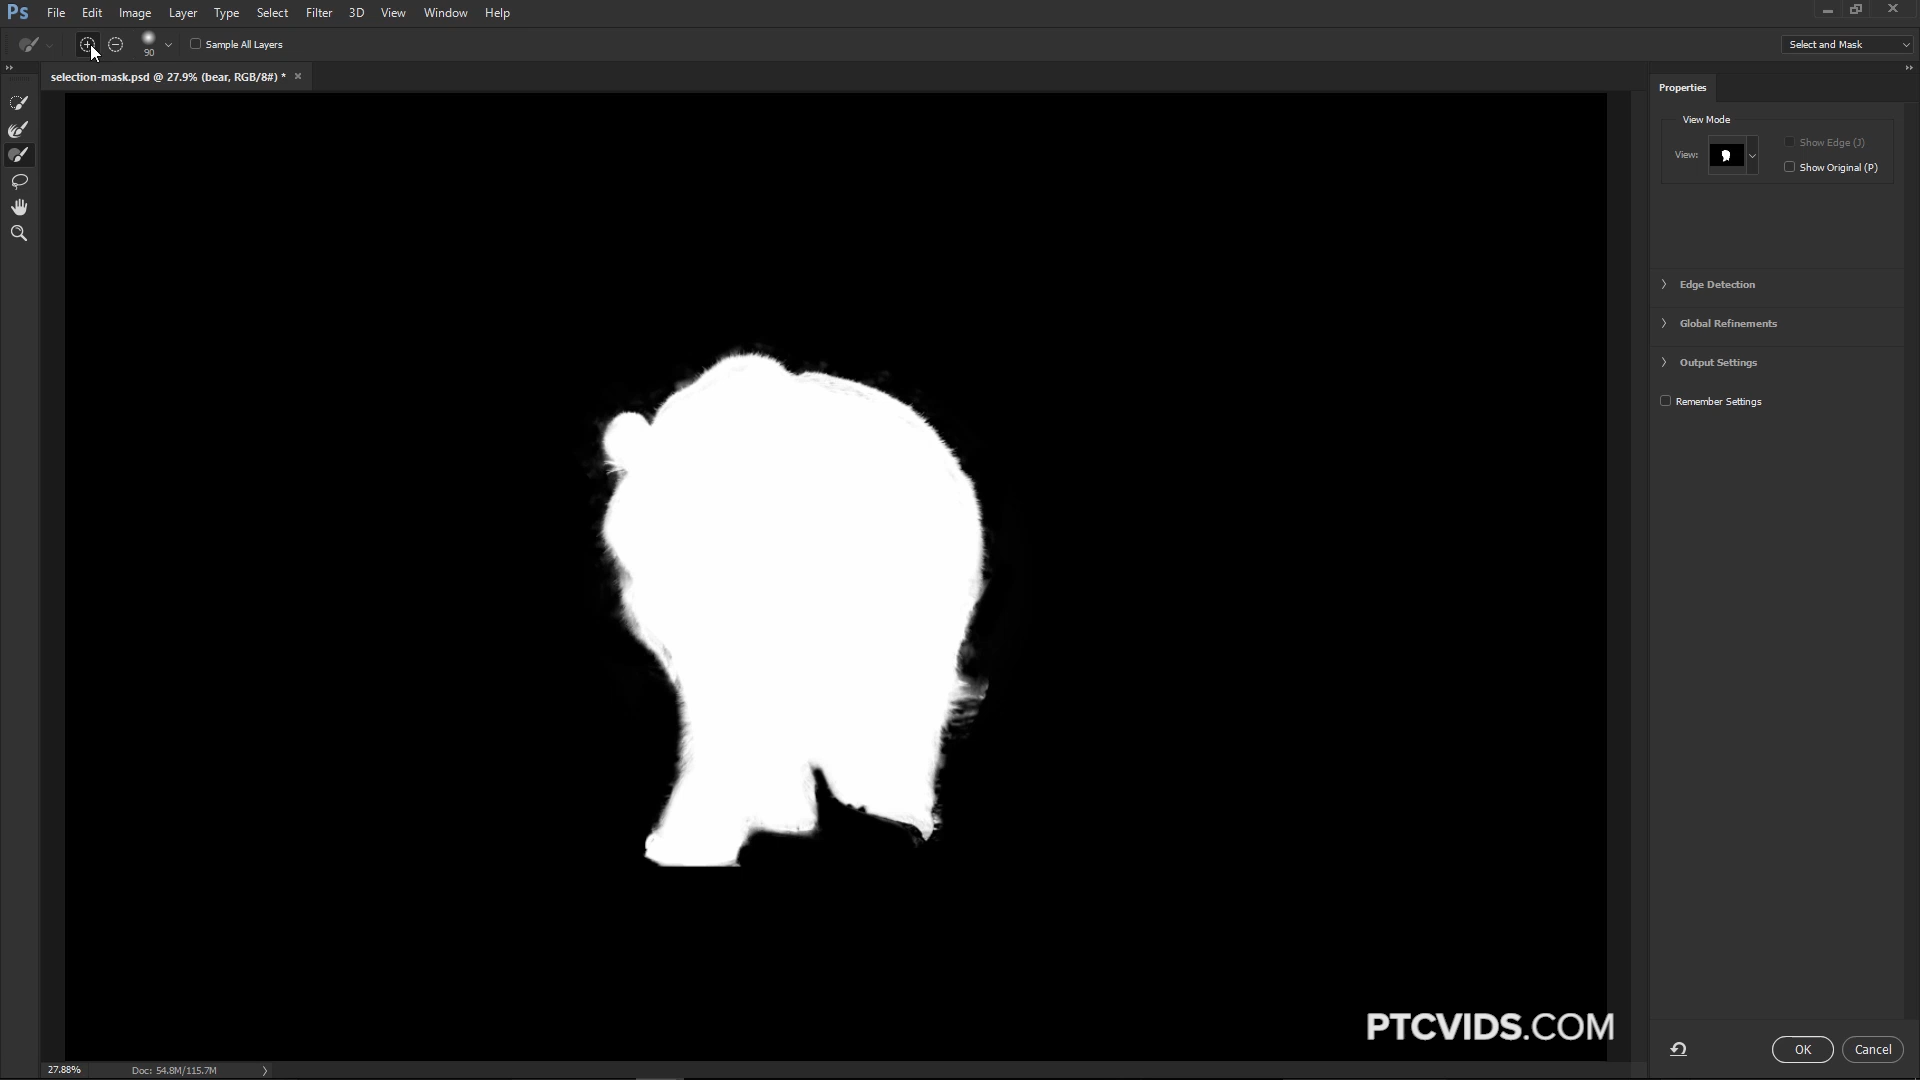 Ps File Edit Image Layer Type Select Filter 3D View Window Help
90 Sample All Layers Select and Mask
selection-mask.psd @ 27.9% (bear, RGB/8#) *
Properties
View Mode
View: Show Edge (J)
Show Original (P)
Edge Detection
Global Refinements
Output Settings
Remember Settings
PTCVIDS.COM
OK Cancel
27.88% Doc: 54.8M/115.7M